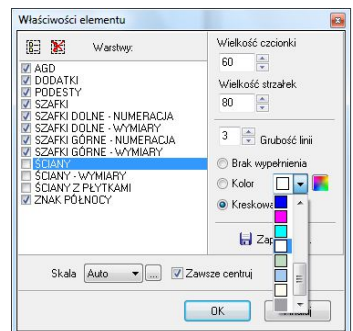 Właściwości elementu
Warstwy:
AGD
DODATKI
PODESTY
SZAFKI
SZAFKI DOLNE - NUMERACJA
SZAFKI DOLNE - WYMIARY
SZAFKI GÓRNE - NUMERACJA
SZAFKI GÓRNE - WYMIARY
ŚCIANY
ŚCIANY - WYMIARY
ŚCIANY Z PŁYTKAMI
ZNAK PÓŁNOCY
Wielkość czcionki
60
Wielkość strzałek
80
3 Grubość linii
Brak wypełnienia
Kolor
Kreskowa
Zap
Skala Auto ... Zawsze centruj
OK